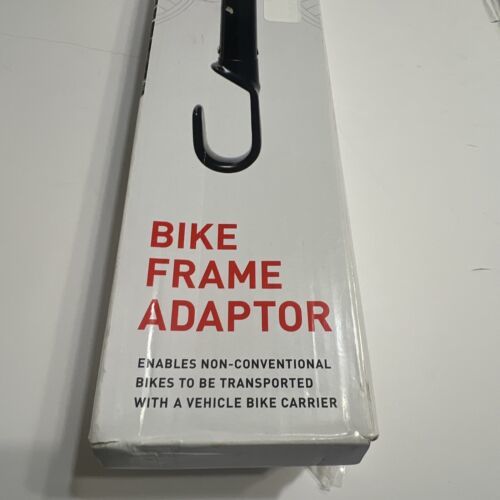 BIKE
FRAME
ADAPTOR
ENABLES NON-CONVENTIONAL
BIKES TO BE TRANSPORTED
WITH A VEHICLE BIKE CARRIER